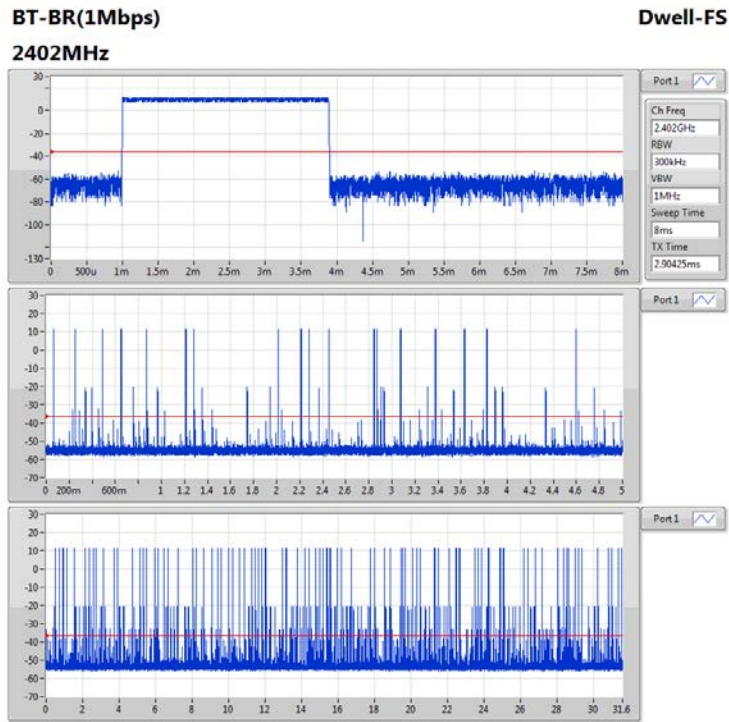 BT-BR(1Mbps) Dwell-FS
2402MHz
30
0
-20
-40
-60
-80
-100
-130
0 500u 1m 1.5m 2m 2.5m 3m 3.5m 4m 4.5m 5m 5.5m 6m 6.5m 7m 7.5m 8m
Port 1
Ch Freq
2.402GHz
RBW
300kHz
VBW
1MHz
Sweep Time
8ms
TX Time
2.90425ms
30
20
10
0
-10
-20
-30
-40
-50
-60
-70
0 200m 600m 1 1.2 1.4 1.6 1.8 2 2.2 2.4 2.6 2.8 3 3.2 3.4 3.6 3.8 4 4.2 4.4 4.6 4.8 5
Port 1
30
20
10
0
-10
-20
-30
-40
-50
-60
-70
0 2 4 6 8 10 12 14 16 18 20 22 24 26 28 30 31.6
Port 1